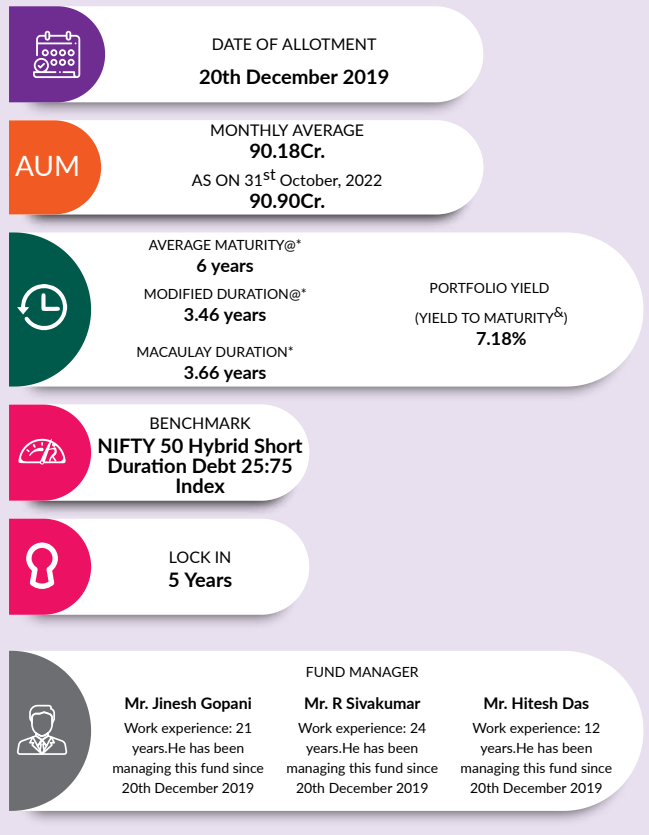 DATE OF ALLOTMENT
20th December 2019
AUM
MONTHLY AVERAGE
90.18Cr.
AS ON 31st October, 2022
90.90Cr.
AVERAGE MATURITY@*
6 years
MODIFIED DURATION@*
3.46 years
MACAULAY DURATION*
3.66 years
PORTFOLIO YIELD
(YIELD TO MATURITY&)
7.18%
BENCHMARK
NIFTY 50 Hybrid Short
Duration Debt 25:75
Index
LOCK IN
5 Years
FUND MANAGER
Mr. Jinesh Gopani
Work experience: 21
years.He has been
managing this fund since
20th December 2019
Mr. R Sivakumar
Work experience: 24
years.He has been
managing this fund since
20th December 2019
Mr. Hitesh Das
Work experience: 12
years.He has been
managing this fund since
20th December 2019